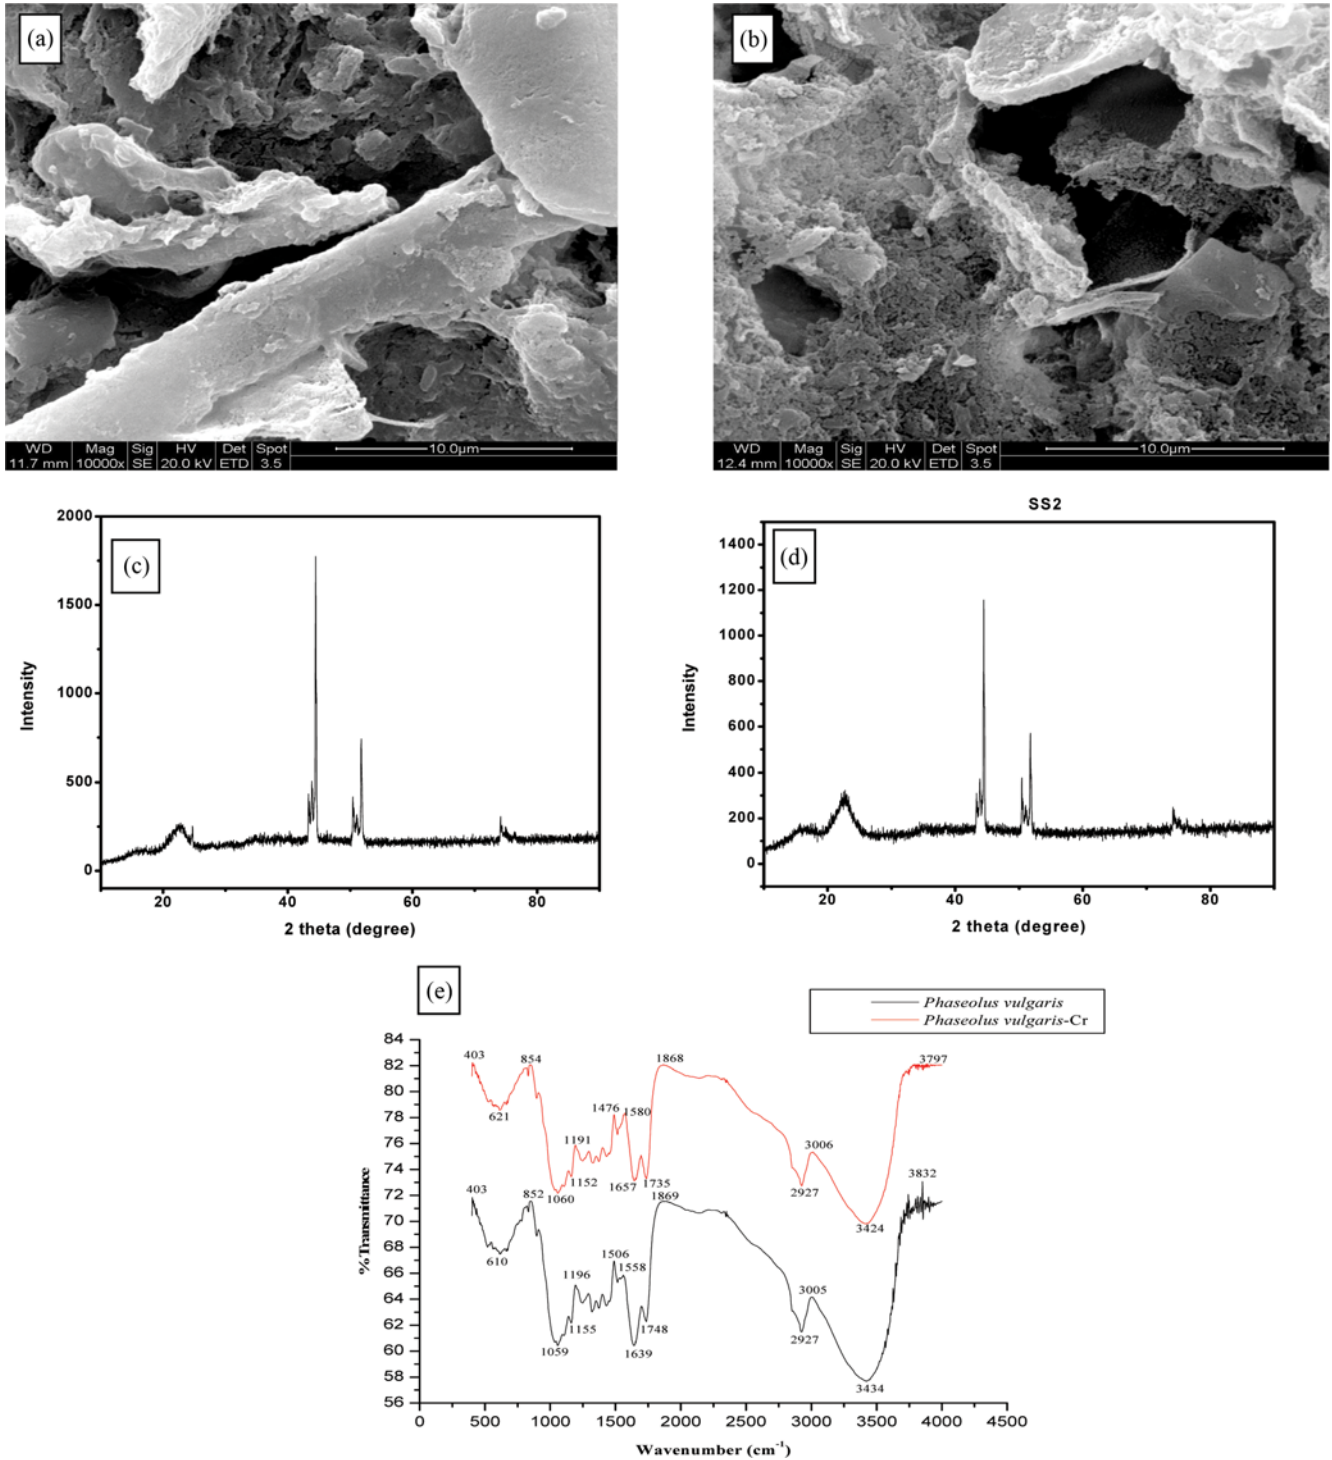 (a)
(b)
WD Mag Sig HV Det Spot
11.7 mm 10000x SE 20.0 kV ETD 3.5 10.0µm
WD Mag Sig HV Det Spot
12.4 mm 10000x SE 20.0 kV ETD 3.5 10.0µm
(c)
2000
1500
1000
500
0
Intensity
20 40 60 80
2 theta (degree)
SS2
(d)
1400
1200
1000
800
600
400
200
0
Intensity
20 40 60 80
2 theta (degree)
(e)
Phaseolus vulgaris
Phaseolus vulgaris-Cr
84
82
80
78
76
74
72
70
68
66
64
62
60
58
56
%Transmittance
403 854 1868 3797
621 1476 1580
1191 3006
1152 1657 1735 2927
1060 3424
403 852 1869 3832
610 1506 1558
1196 3005
1155 1748 2927
1059 1639 3434
0 500 1000 1500 2000 2500 3000 3500 4000 4500
Wavenumber (cm-1)